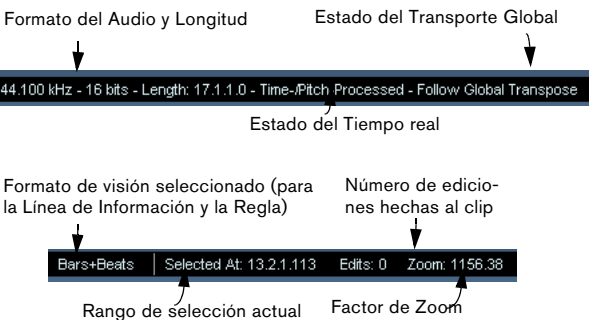 Formato del Audio y Longitud
Estado del Transporte Global
44.100 kHz - 16 bits - Length: 17.1.1.0 - Time-/Pitch Processed - Follow Global Transpose
Estado del Tiempo real
Formato de visión seleccionado (para
la Línea de Información y la Regla)
Número de edicio-
nes hechas al clip
Bars+Beats Selected At: 13.2.1.113 Edits: 0 Zoom: 1156.38
Rango de selección actual
Factor de Zoom